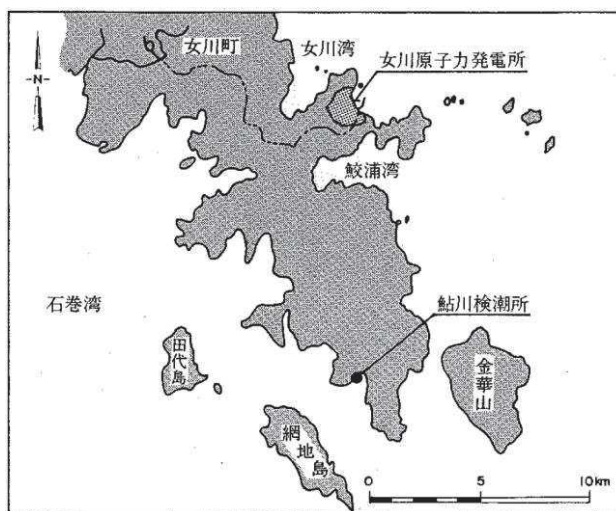 女川町
女川湾
女川原子力発電所
-N-
鮫浦湾
石巻湾
鮎川検潮所
田代島
金華山
網地島
0 5 10km